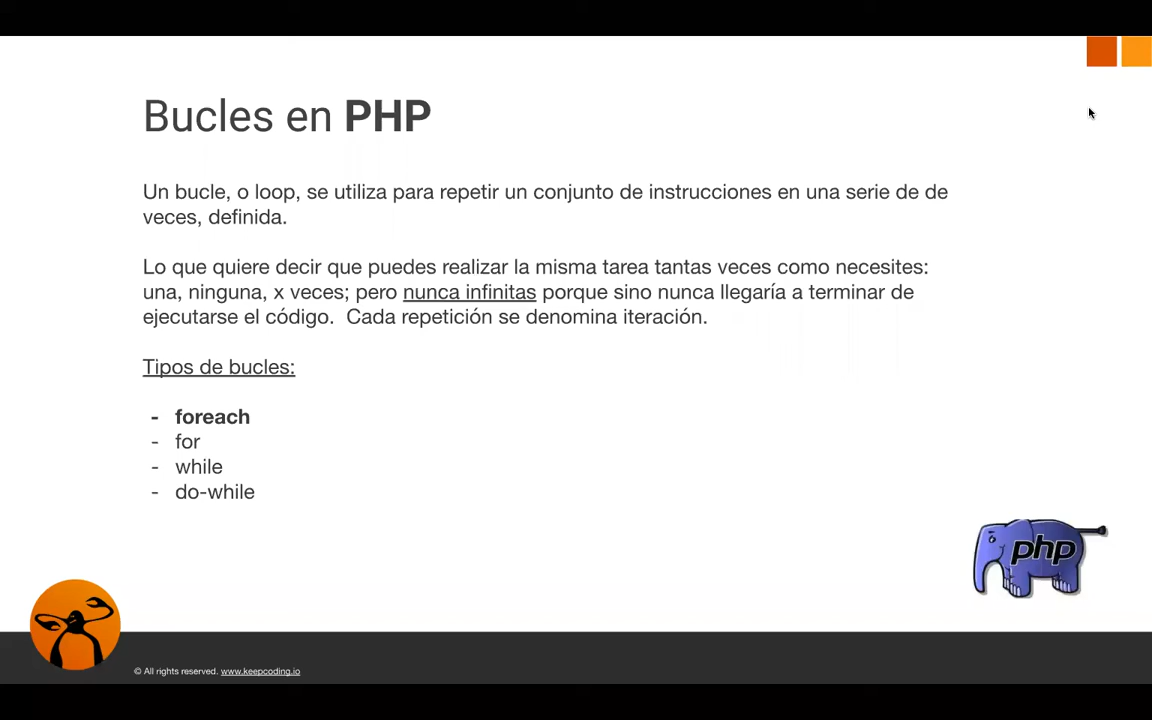 Bucles en PHP
Un bucle, o loop, se utiliza para repetir un conjunto de instrucciones en una serie de de
veces, definida.
Lo que quiere decir que puedes realizar la misma tarea tantas veces como necesites:
una, ninguna, x veces; pero nunca infinitas porque sino nunca llegaría a terminar de
ejecutarse el código. Cada repetición se denomina iteración.
Tipos de bucles:
- foreach
- for
- while
- do-while
php
© All rights reserved. www.keepcoding.io